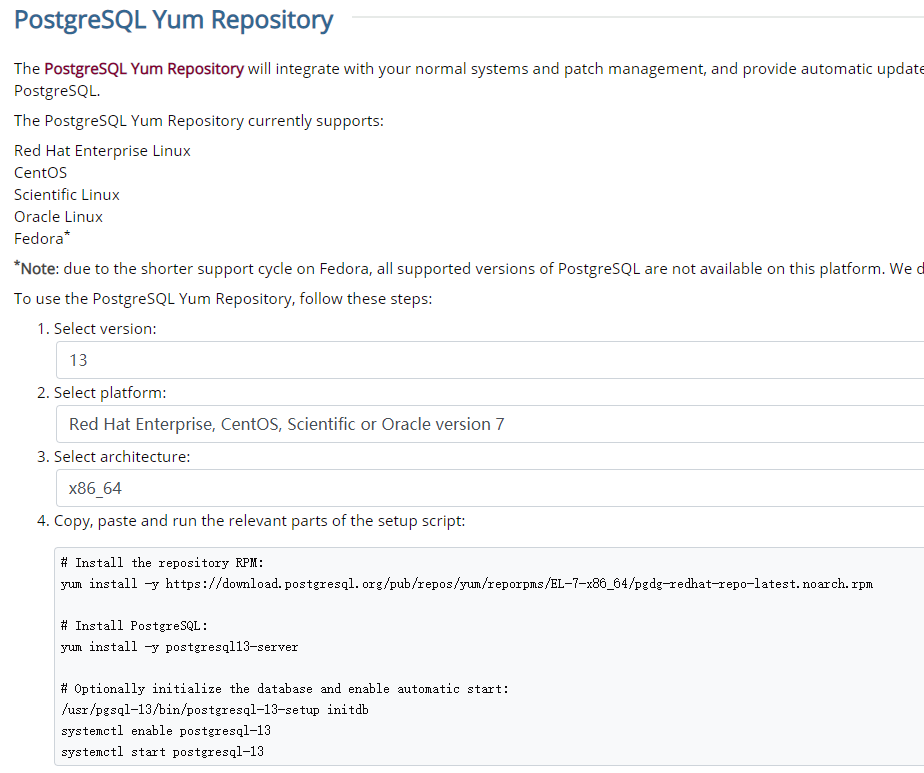 PostgreSQL Yum Repository
The PostgreSQL Yum Repository will integrate with your normal systems and patch management, and provide automatic update
PostgreSQL.
The PostgreSQL Yum Repository currently supports:
Red Hat Enterprise Linux
CentOS
Scientific Linux
Oracle Linux
Fedora*
*Note: due to the shorter support cycle on Fedora, all supported versions of PostgreSQL are not available on this platform. We d
To use the PostgreSQL Yum Repository, follow these steps:
1. Select version:
13
2. Select platform:
Red Hat Enterprise, CentOS, Scientific or Oracle version 7
3. Select architecture:
x86_64
4. Copy, paste and run the relevant parts of the setup script:
# Install the repository RPM:
yum install -y https://download.postgresql.org/pub/repos/yum/reporpms/EL-7-x86_64/pgdg-redhat-repo-latest.noarch.rpm
# Install PostgreSQL:
yum install -y postgresql13-server
# Optionally initialize the database and enable automatic start:
/usr/pgsql-13/bin/postgresql-13-setup initdb
systemctl enable postgresql-13
systemctl start postgresql-13